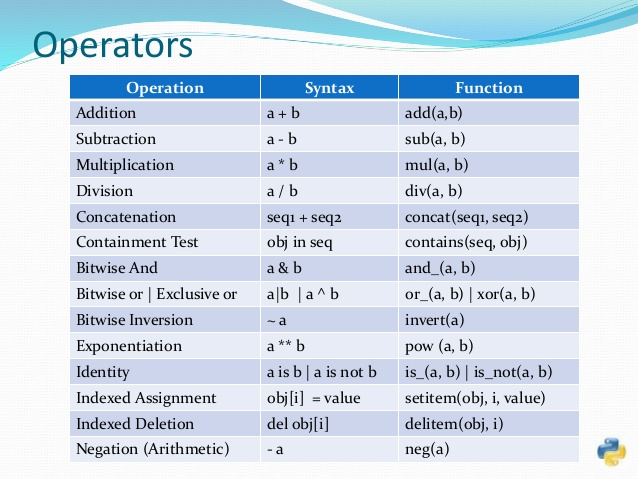 Operators
Operation Syntax Function
Addition a + b add(a,b)
Subtraction a - b sub(a, b)
Multiplication a * b mul(a, b)
Division a / b div(a, b)
Concatenation seq1 + seq2 concat(seq1, seq2)
Containment Test obj in seq contains(seq, obj)
Bitwise And a & b and_(a, b)
Bitwise or | Exclusive or a|b | a ^ b or_(a, b) | xor(a, b)
Bitwise Inversion ~ a invert(a)
Exponentiation a ** b pow (a, b)
Identity a is b | a is not b is_(a, b) | is_not(a, b)
Indexed Assignment obj[i] = value setitem(obj, i, value)
Indexed Deletion del obj[i] delitem(obj, i)
Negation (Arithmetic) - a neg(a)